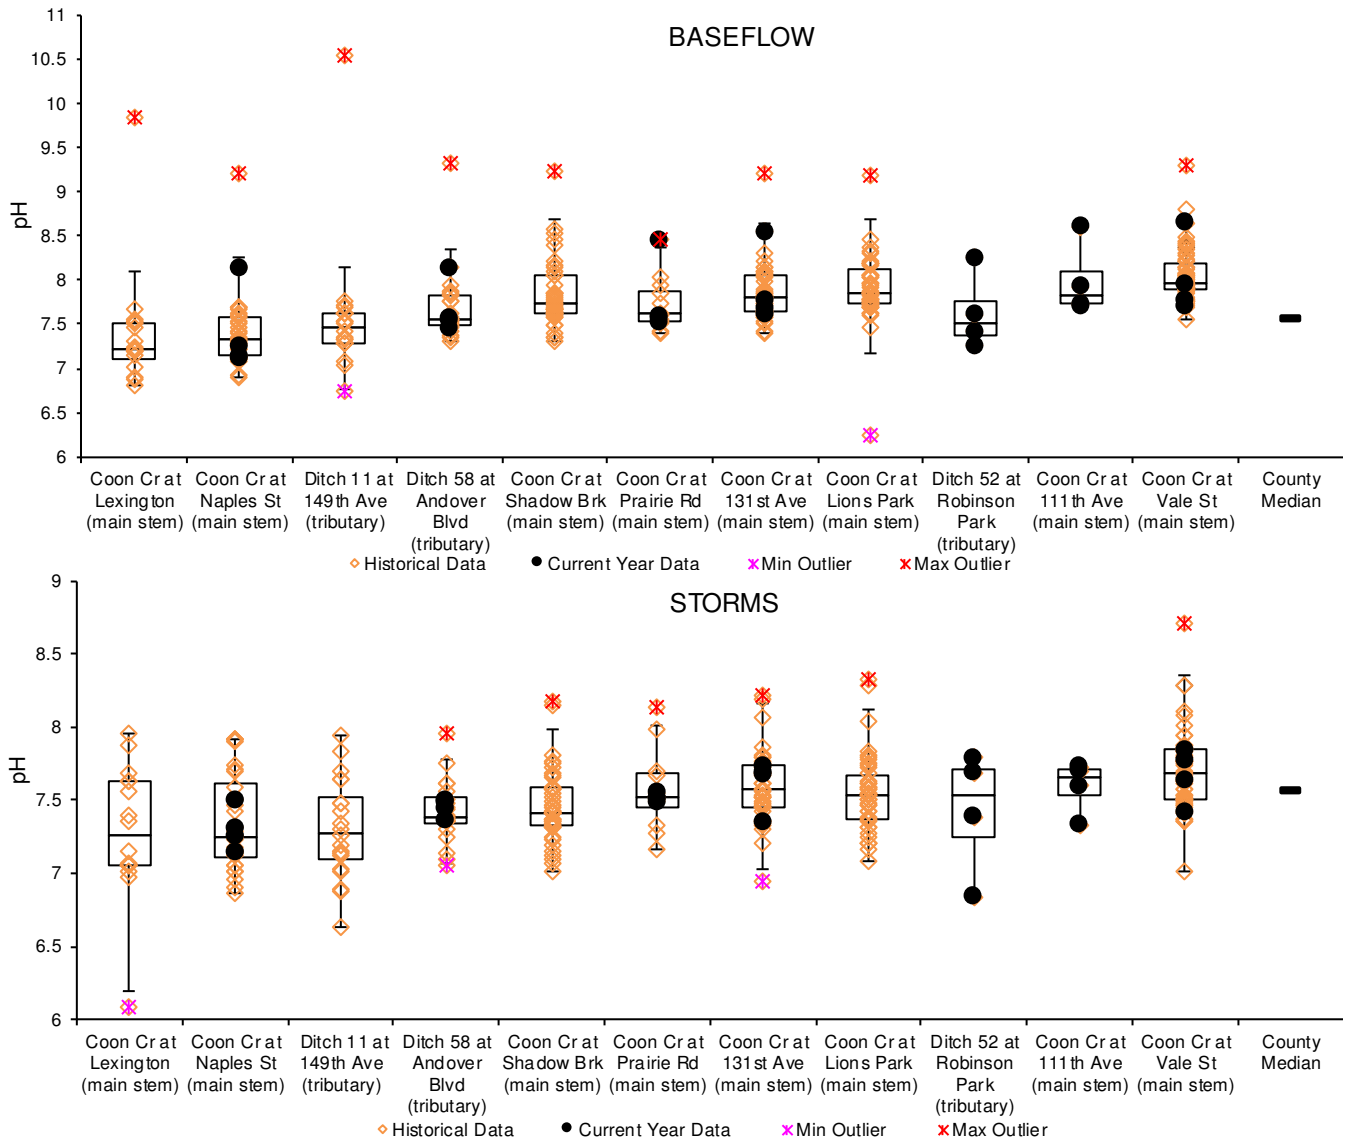 BASEFLOW
11
10.5
10
9.5
9
8.5
8
7.5
7
6.5
6
pH
Coon Cr at Lexington (main stem)
Coon Cr at Naples St (main stem)
Ditch 11 at 149th Ave (tributary)
Ditch 58 at Andover Blvd (tributary)
Coon Cr at Shadow Brk (main stem)
Coon Cr at Prairie Rd (main stem)
Coon Cr at 131st Ave (main stem)
Coon Cr at Lions Park (main stem)
Ditch 52 at Robinson Park (tributary)
Coon Cr at 111th Ave (main stem)
Coon Cr at Vale St (main stem)
County Median
Historical Data Current Year Data Min Outlier Max Outlier
STORMS
9
8.5
8
7.5
7
6.5
6
pH
Coon Cr at Lexington (main stem)
Coon Cr at Naples St (main stem)
Ditch 11 at 149th Ave (tributary)
Ditch 58 at Andover Blvd (tributary)
Coon Cr at Shadow Brk (main stem)
Coon Cr at Prairie Rd (main stem)
Coon Cr at 131st Ave (main stem)
Coon Cr at Lions Park (main stem)
Ditch 52 at Robinson Park (tributary)
Coon Cr at 111th Ave (main stem)
Coon Cr at Vale St (main stem)
County Median
Historical Data Current Year Data Min Outlier Max Outlier